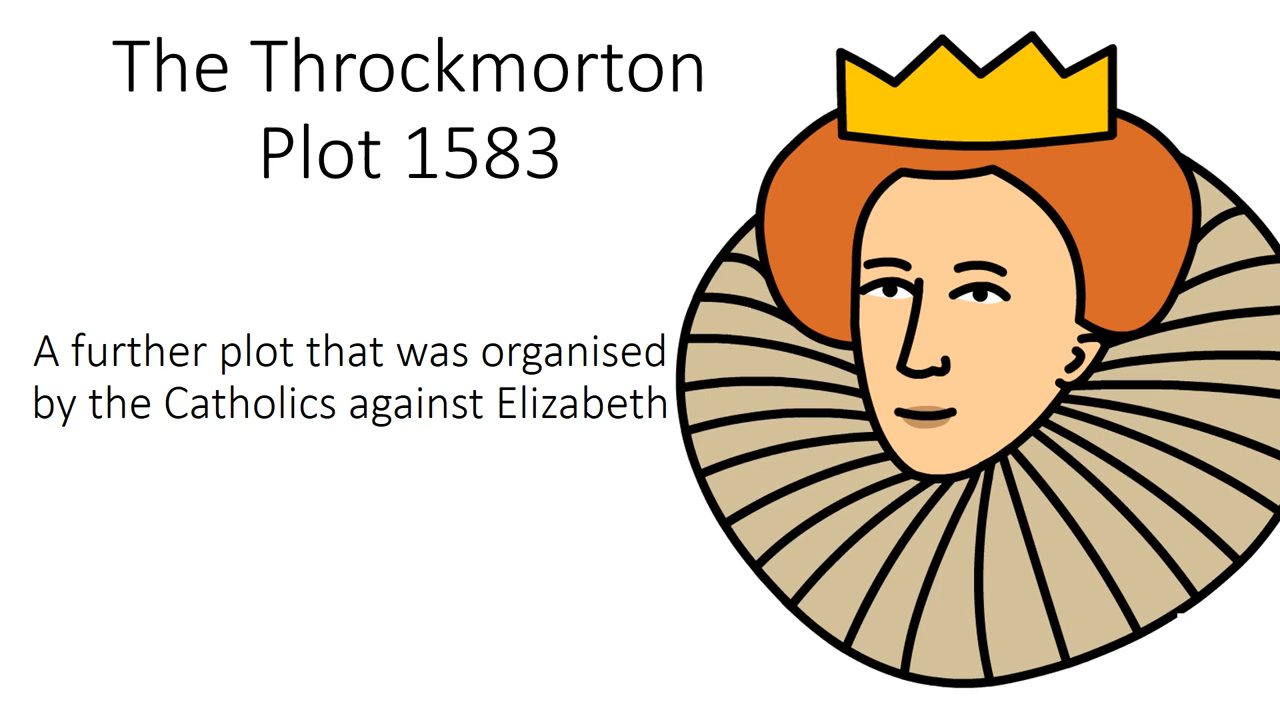 The Throckmorton
Plot 1583
A further plot that was organised
by the Catholics against Elizabeth